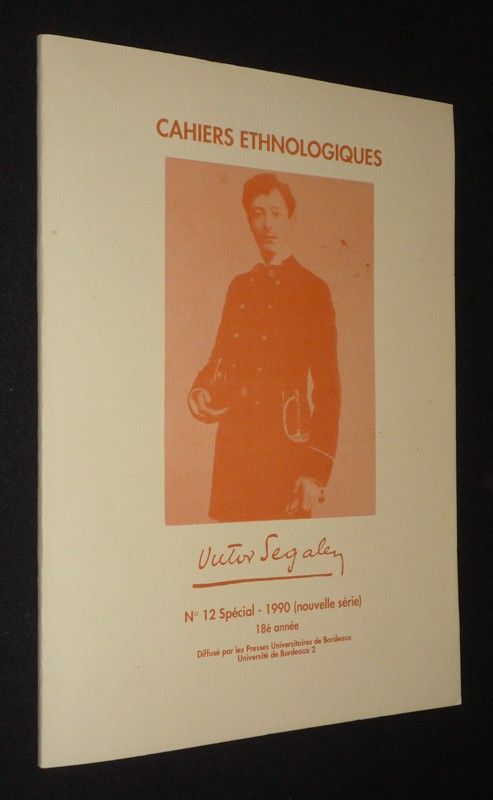 CAHIERS ETHNOLOGIQUES
Victor Segalen
N° 12 Spécial - 1990 (nouvelle série)
18è année
Diffusé par les Presses Universitaires de Bordeaux
Université de Bordeaux 2